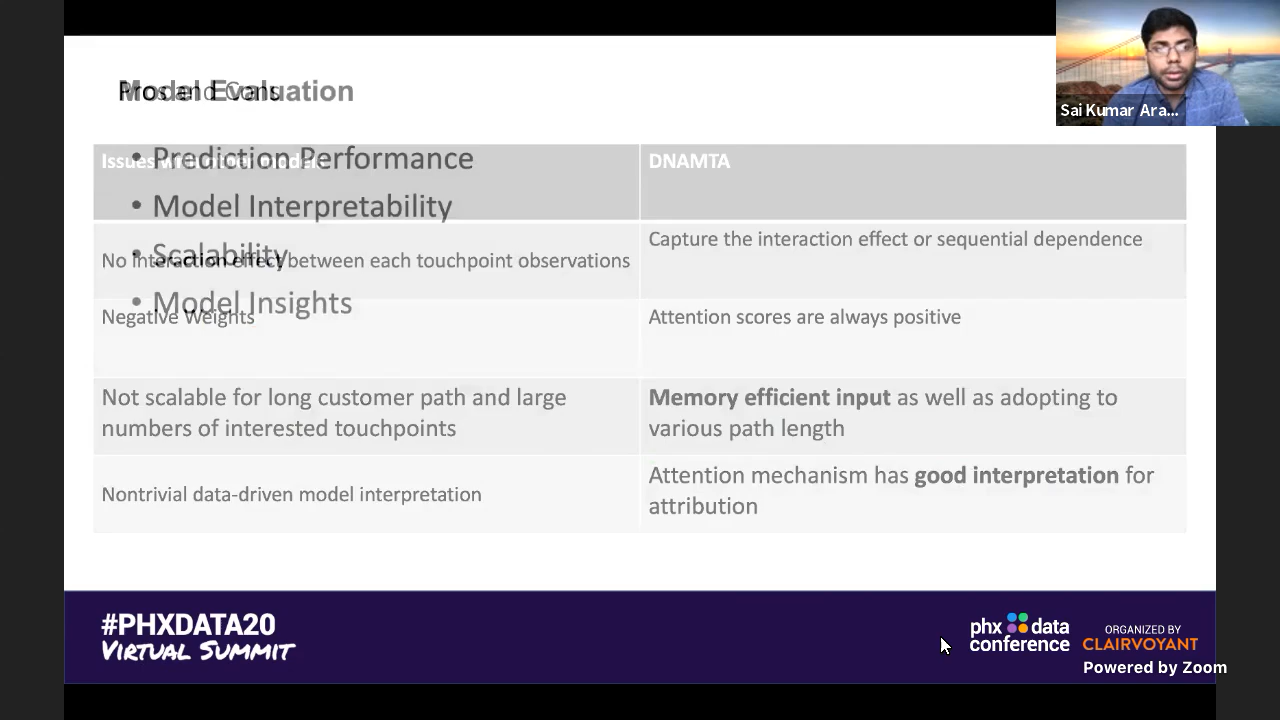 Model Evaluation
Pros and Cons
Sai Kumar Ara...
• Prediction Performance
• Model Interpretability
• Scalability
• Model Insights
Issues with other models
DNAMTA
No interaction effect between each touchpoint observations
Capture the interaction effect or sequential dependence
Negative Weights
Attention scores are always positive
Not scalable for long customer path and large
numbers of interested touchpoints
Memory efficient input as well as adopting to
various path length
Nontrivial data-driven model interpretation
Attention mechanism has good interpretation for
attribution
#PHXDATA20
VIRTUAL SUMMIT
phx data
conference
ORGANIZED BY
CLAIRVOYANT
Powered by Zoom